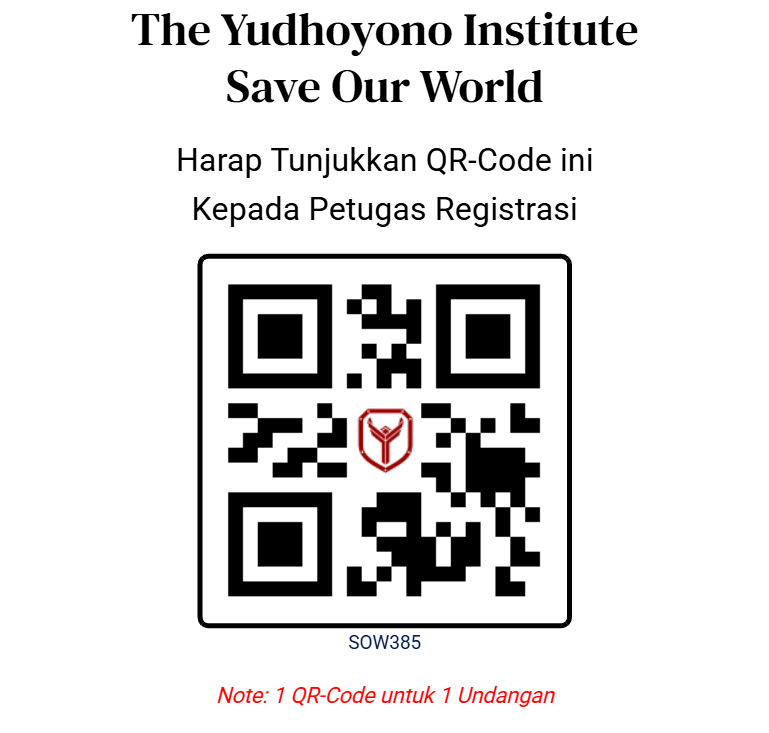 The Yudhoyono Institute
Save Our World
Harap Tunjukkan QR-Code ini
Kepada Petugas Registrasi
SOW385
Note: 1 QR-Code untuk 1 Undangan